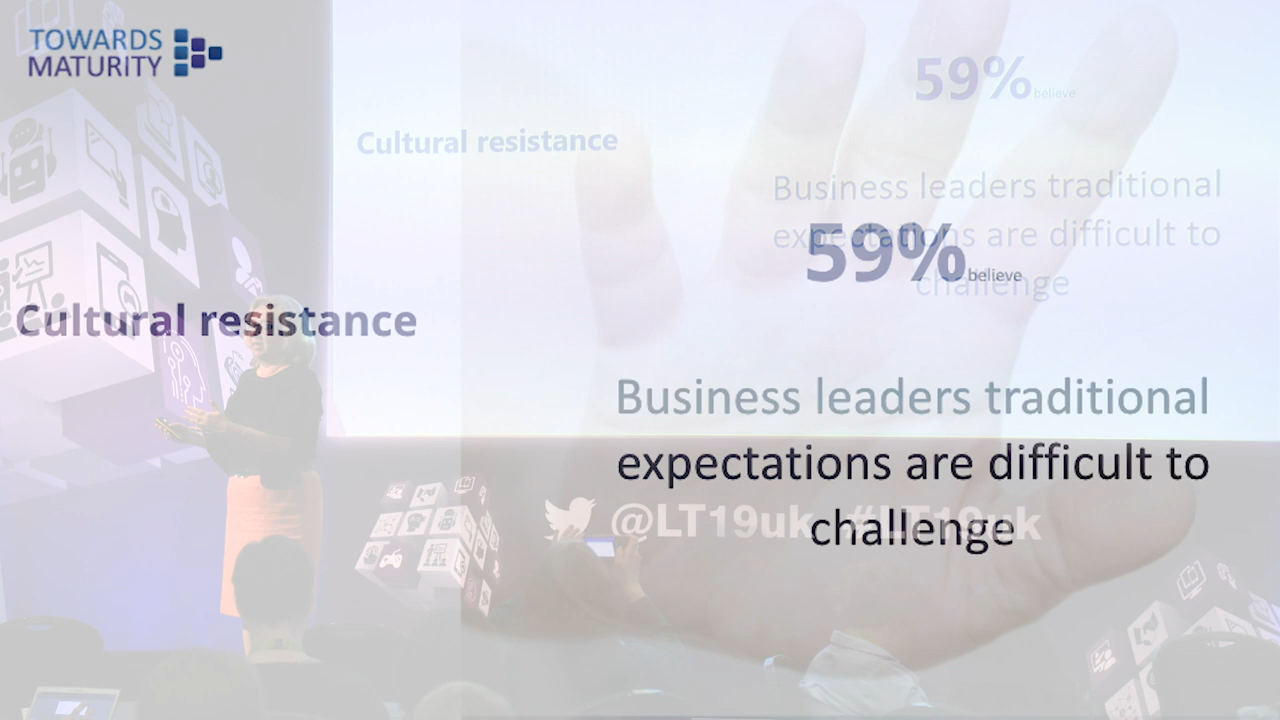 TOWARDS
MATURITY
59% believe
Cultural resistance
Business leaders traditional
expectations are difficult to
challenge
59% believe
Cultural resistance
Business leaders traditional
expectations are difficult to
challenge
@LT19uk #LT19uk